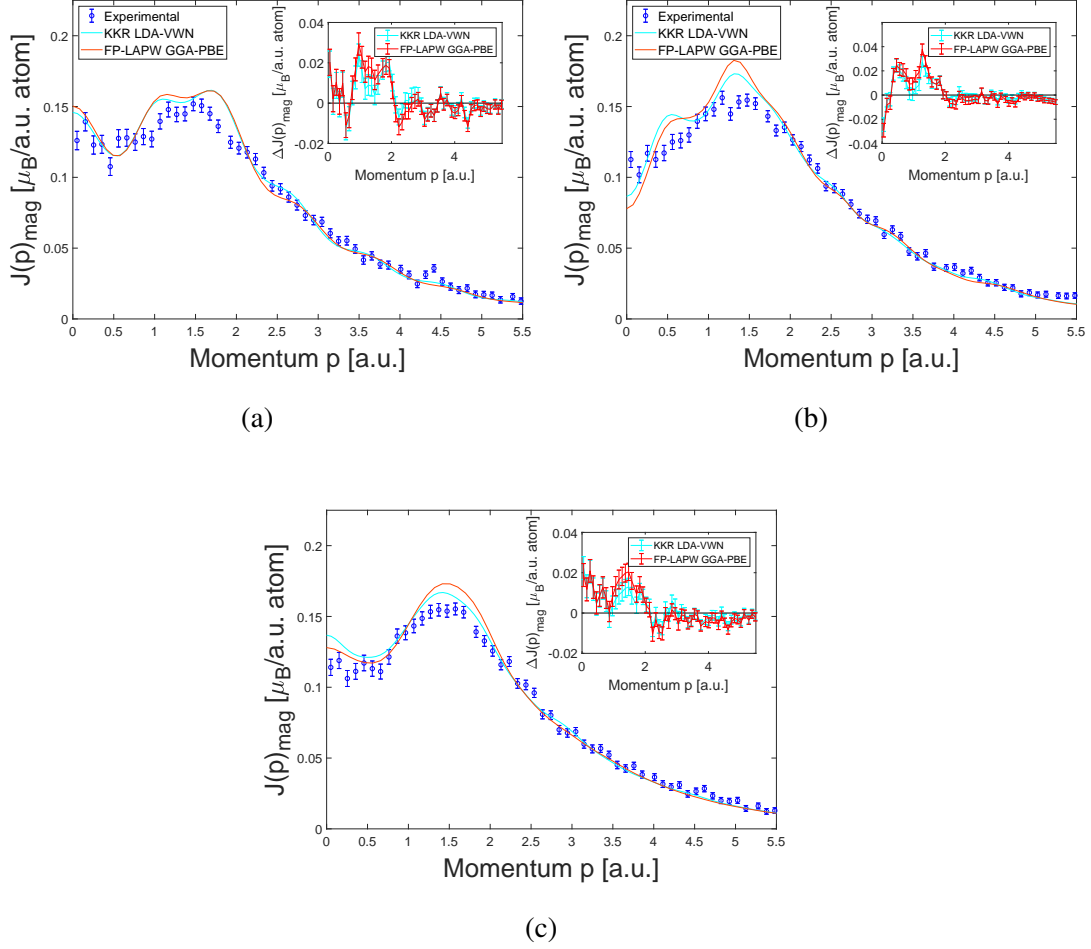 Experimental
KKR LDA-VWN
FP-LAPW GGA-PBE
0.2
0.15
0.1
0.05
0
J(p)mag [μB/a.u. atom]
0 0.5 1 1.5 2 2.5 3 3.5 4 4.5 5 5.5
Momentum p [a.u.]
0.04
0.02
0
-0.02
ΔJ(p)mag [μB/a.u. atom]
KKR LDA-VWN
FP-LAPW GGA-PBE
0 2 4
Momentum p [a.u.]
(a)
Experimental
KKR LDA-VWN
FP-LAPW GGA-PBE
0.2
0.15
0.1
0.05
0
J(p)mag [μB/a.u. atom]
0 0.5 1 1.5 2 2.5 3 3.5 4 4.5 5 5.5
Momentum p [a.u.]
0.06
0.04
0.02
0
-0.02
-0.04
ΔJ(p)mag [μB/a.u. atom]
KKR LDA-VWN
FP-LAPW GGA-PBE
0 2 4
Momentum p [a.u.]
(b)
0.2
0.15
0.1
0.05
0
J(p)mag [μB/a.u. atom]
0 0.5 1 1.5 2 2.5 3 3.5 4 4.5 5 5.5
Momentum p [a.u.]
0.04
0.02
0
-0.02
ΔJ(p)mag [μB/a.u. atom]
KKR LDA-VWN
FP-LAPW GGA-PBE
0 2 4
Momentum p [a.u.]
(c)